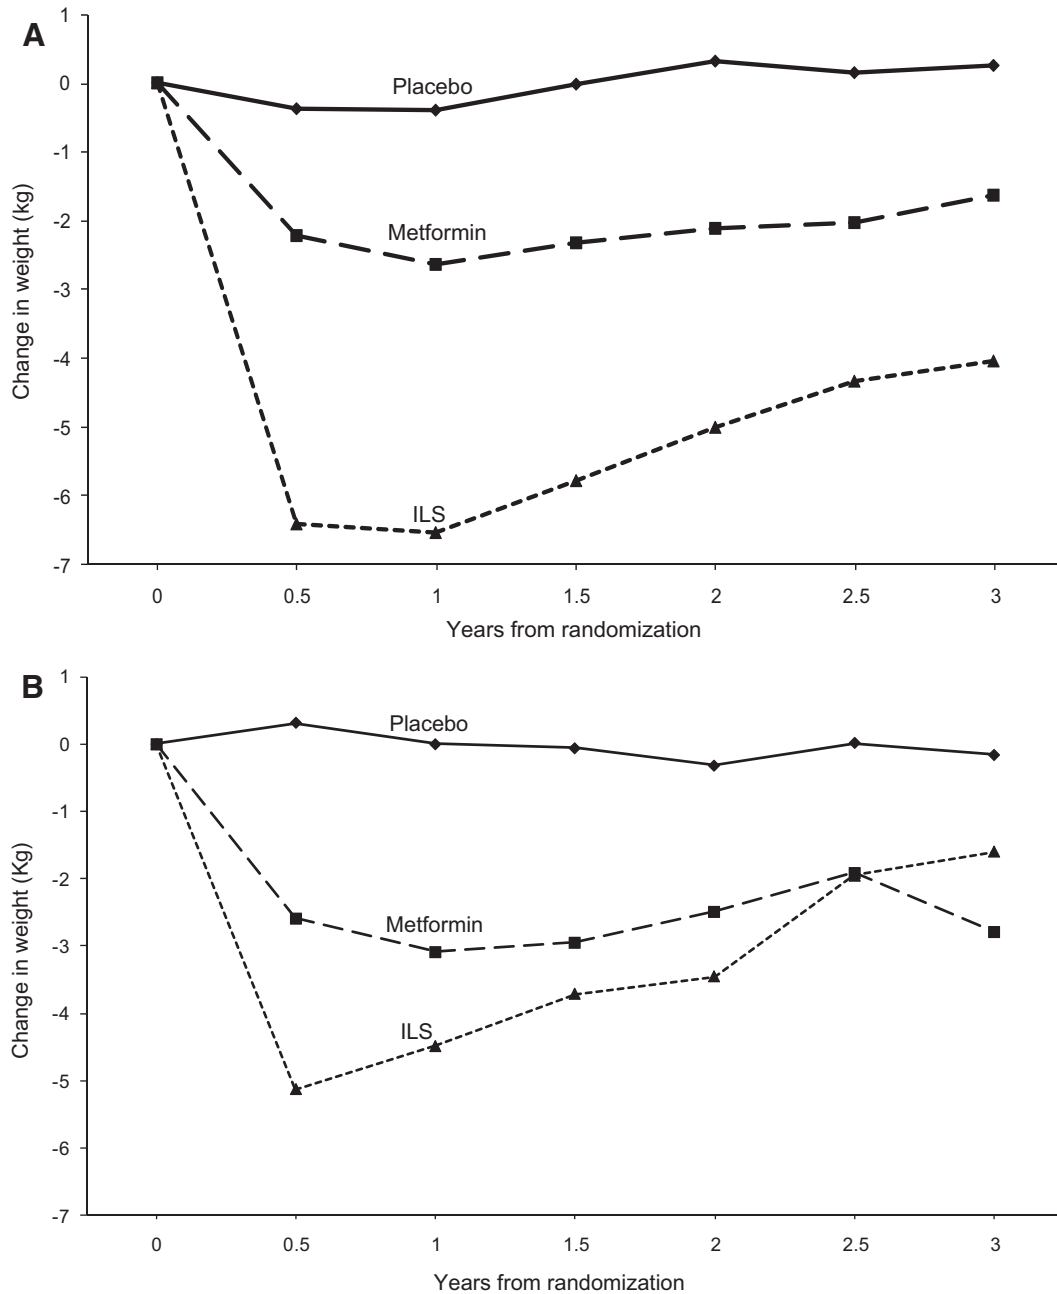 A
1
0
-1
-2
-3
-4
-5
-6
-7
Change in weight (kg)
Placebo
Metformin
ILS
0 0.5 1 1.5 2 2.5 3
Years from randomization
B
1
0
-1
-2
-3
-4
-5
-6
-7
Change in weight (Kg)
Placebo
Metformin
ILS
0 0.5 1 1.5 2 2.5 3
Years from randomization